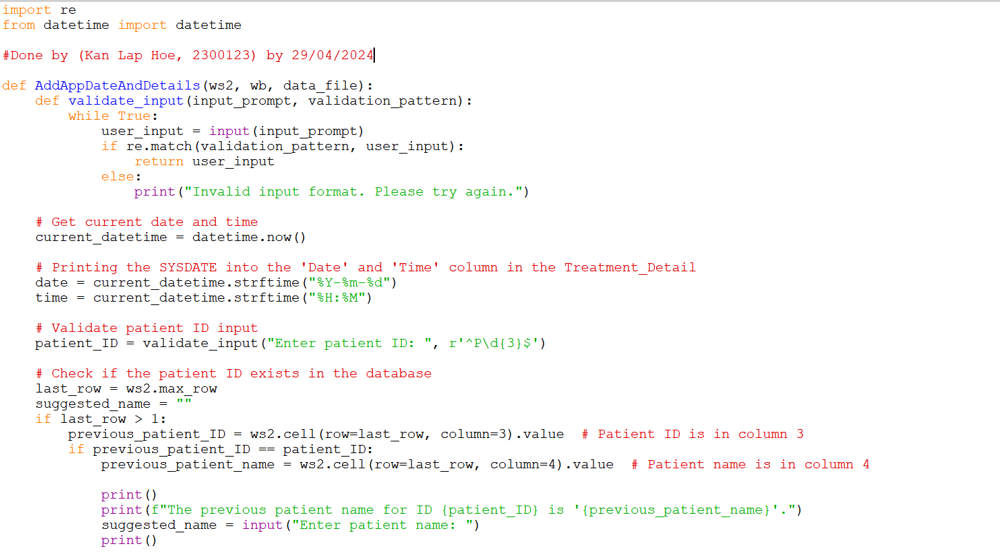 import re
from datetime import datetime

#Done by (Kan Lap Hoe, 2300123) by 29/04/2024

def AddAppDateAndDetails(ws2, wb, data_file):
    def validate_input(input_prompt, validation_pattern):
        while True:
            user_input = input(input_prompt)
            if re.match(validation_pattern, user_input):
                return user_input
            else:
                print("Invalid input format. Please try again.")

    # Get current date and time
    current_datetime = datetime.now()

    # Printing the SYSDATE into the 'Date' and 'Time' column in the Treatment_Detail
    date = current_datetime.strftime("%Y-%m-%d")
    time = current_datetime.strftime("%H:%M")

    # Validate patient ID input
    patient_ID = validate_input("Enter patient ID: ", r'^P\d{3}$')

    # Check if the patient ID exists in the database
    last_row = ws2.max_row
    suggested_name = ""
    if last_row > 1:
        previous_patient_ID = ws2.cell(row=last_row, column=3).value  # Patient ID is in column 3
        if previous_patient_ID == patient_ID:
            previous_patient_name = ws2.cell(row=last_row, column=4).value  # Patient name is in column 4

            print()
            print(f"The previous patient name for ID {patient_ID} is '{previous_patient_name}'.")
            suggested_name = input("Enter patient name: ")
            print()